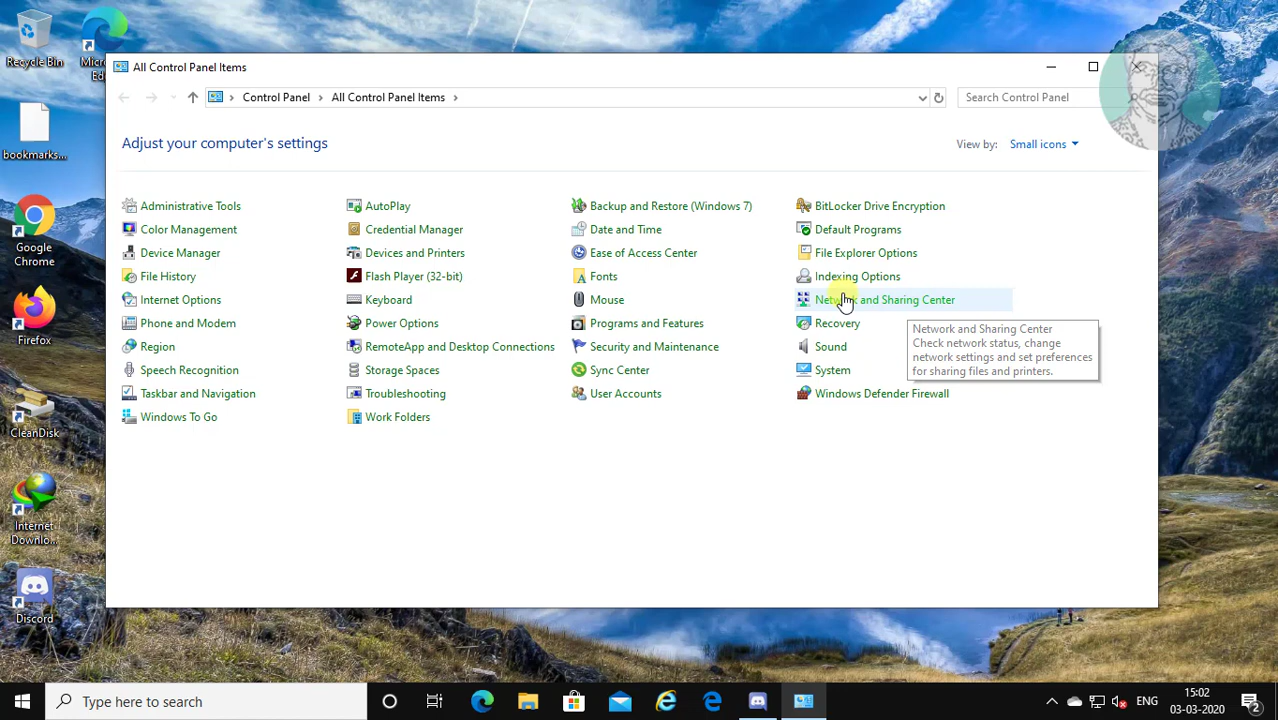 Recycle Bin
Micr
Ed
bookmarks...
Google
Chrome
Firefox
CleanDisk
Internet
Downlo...
Discord
All Control Panel Items
Control Panel
All Control Panel Items
Search Control Panel
Adjust your computer's settings
View by: Small icons
Administrative Tools
AutoPlay
Backup and Restore (Windows 7)
BitLocker Drive Encryption
Color Management
Credential Manager
Date and Time
Default Programs
Device Manager
Devices and Printers
Ease of Access Center
File Explorer Options
File History
Flash Player (32-bit)
Fonts
Indexing Options
Internet Options
Keyboard
Mouse
Network and Sharing Center
Phone and Modem
Power Options
Programs and Features
Recovery
Region
RemoteApp and Desktop Connections
Security and Maintenance
Sound
Speech Recognition
Storage Spaces
Sync Center
System
Taskbar and Navigation
Troubleshooting
User Accounts
Windows Defender Firewall
Windows To Go
Work Folders
Network and Sharing Center
Check network status, change
network settings and set preferences
for sharing files and printers.
Type here to search
ENG
15:02
03-03-2020
2